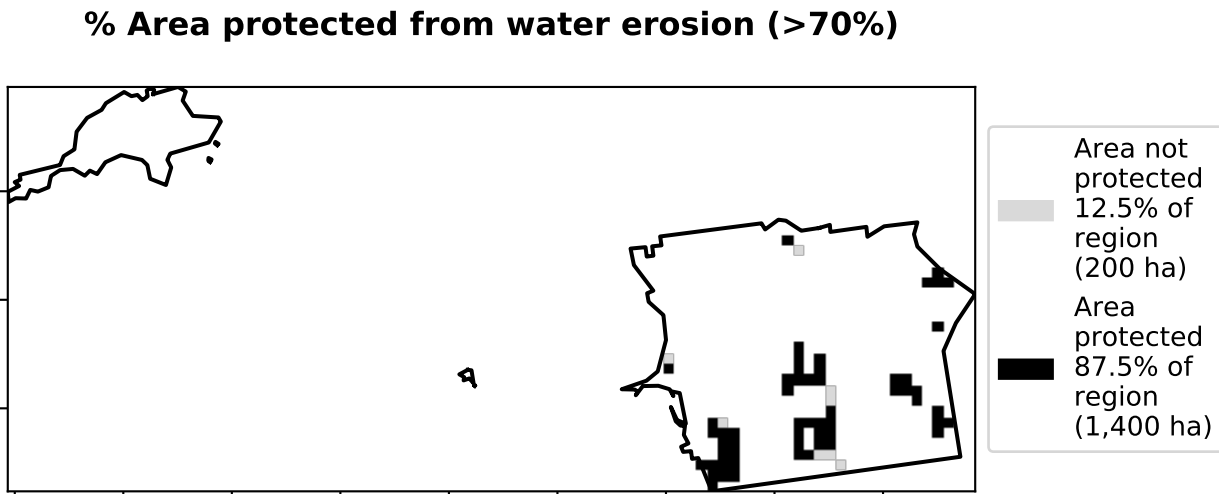 % Area protected from water erosion (>70%)
Area not
protected
12.5% of
region
(200 ha)
Area
protected
87.5% of
region
(1,400 ha)